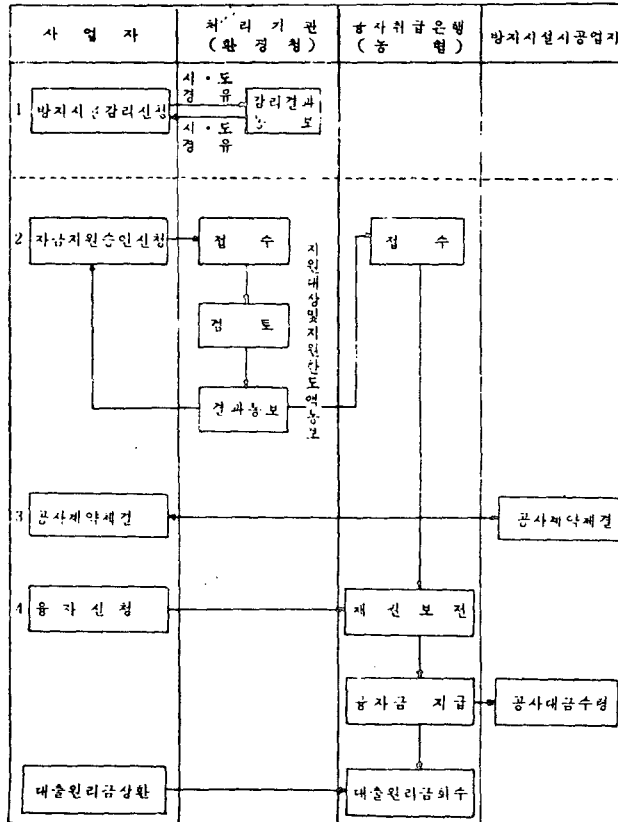 사 업 자
처 리 기 관
(환 경 청)
융자취급은행
(농 협)
방지시설시공업자
1
방지시설감리신청
시·도
경유
시·도
경유
감리결과
통 보
2
자금지원승인신청
접 수
검 토
결과통보
지원대상및지원한도액통보
접 수
3
공사계약체결
공사계약체결
4
융 자 신 청
채 신 보 전
융자금 지급
공사대금수령
대출원리금상환
대출원리금회수